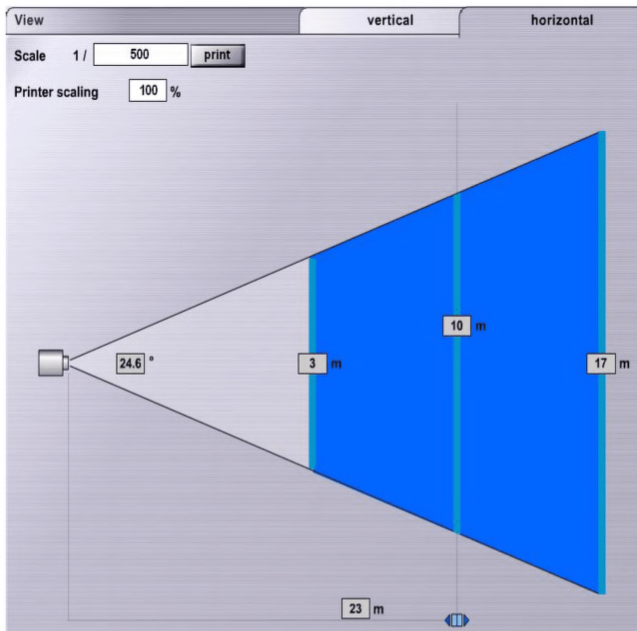 View vertical horizontal
Scale 1 / 500 print
Printer scaling 100 %
10 m
24.6 ° 3 m 17 m
23 m